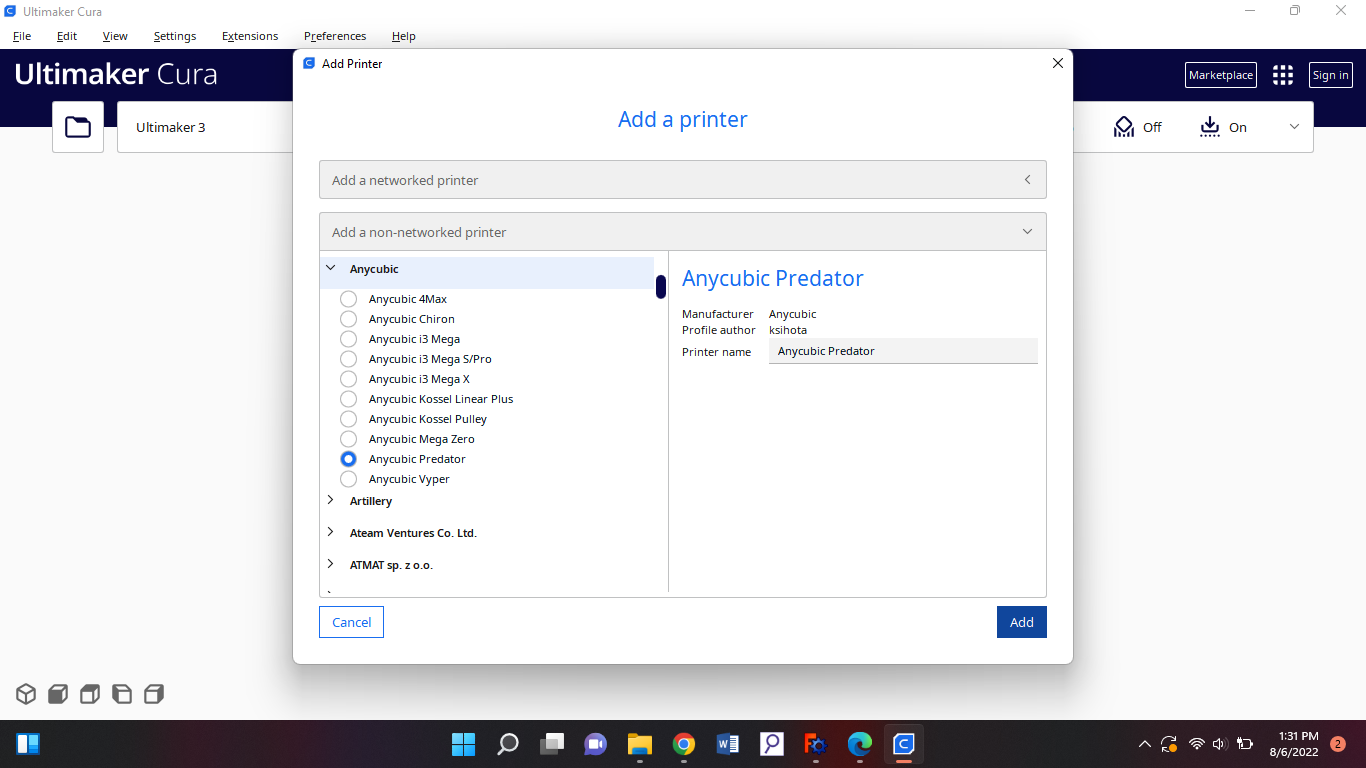 Ultimaker Cura
File Edit View Settings Extensions Preferences Help
Ultimaker Cura
Add Printer
Marketplace
Sign in
Ultimaker 3
Off
On
Add a printer
Add a networked printer
Add a non-networked printer
Anycubic
Anycubic 4Max
Anycubic Chiron
Anycubic i3 Mega
Anycubic i3 Mega S/Pro
Anycubic i3 Mega X
Anycubic Kossel Linear Plus
Anycubic Kossel Pulley
Anycubic Mega Zero
Anycubic Predator
Anycubic Vyper
Artillery
Ateam Ventures Co. Ltd.
ATMAT sp. z o.o.
Anycubic Predator
Manufacturer Anycubic
Profile author ksihota
Printer name Anycubic Predator
Cancel
Add
1:31 PM
8/6/2022
2